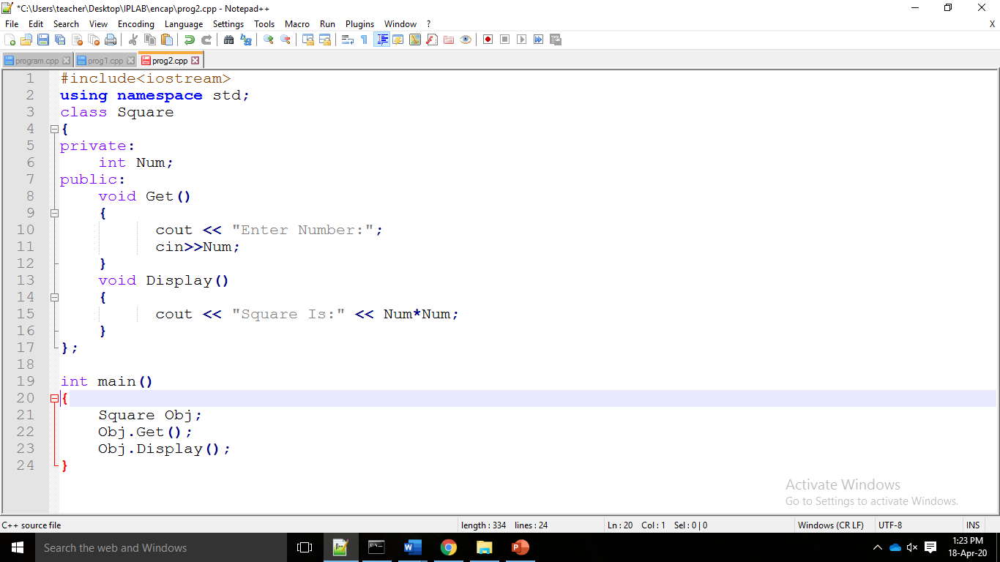 *C:\Users\teacher\Desktop\IPLAB\encap\prog2.cpp - Notepad++
File Edit Search View Encoding Language Settings Tools Macro Run Plugins Window ? X
program.cpp prog1.cpp prog2.cpp
1 #include<iostream>
2 using namespace std;
3 class Square
4 {
5 private:
6 int Num;
7 public:
8 void Get()
9 {
10 cout << "Enter Number:";
11 cin>>Num;
12 }
13 void Display()
14 {
15 cout << "Square Is:" << Num*Num;
16 }
17 };
18
19 int main()
20 {
21 Square Obj;
22 Obj.Get();
23 Obj.Display();
24 }
Activate Windows
Go to Settings to activate Windows.
C++ source file length : 334 lines : 24 Ln : 20 Col : 1 Sel : 0 | 0 Windows (CR LF) UTF-8 INS
Search the web and Windows
1:23 PM
18-Apr-20